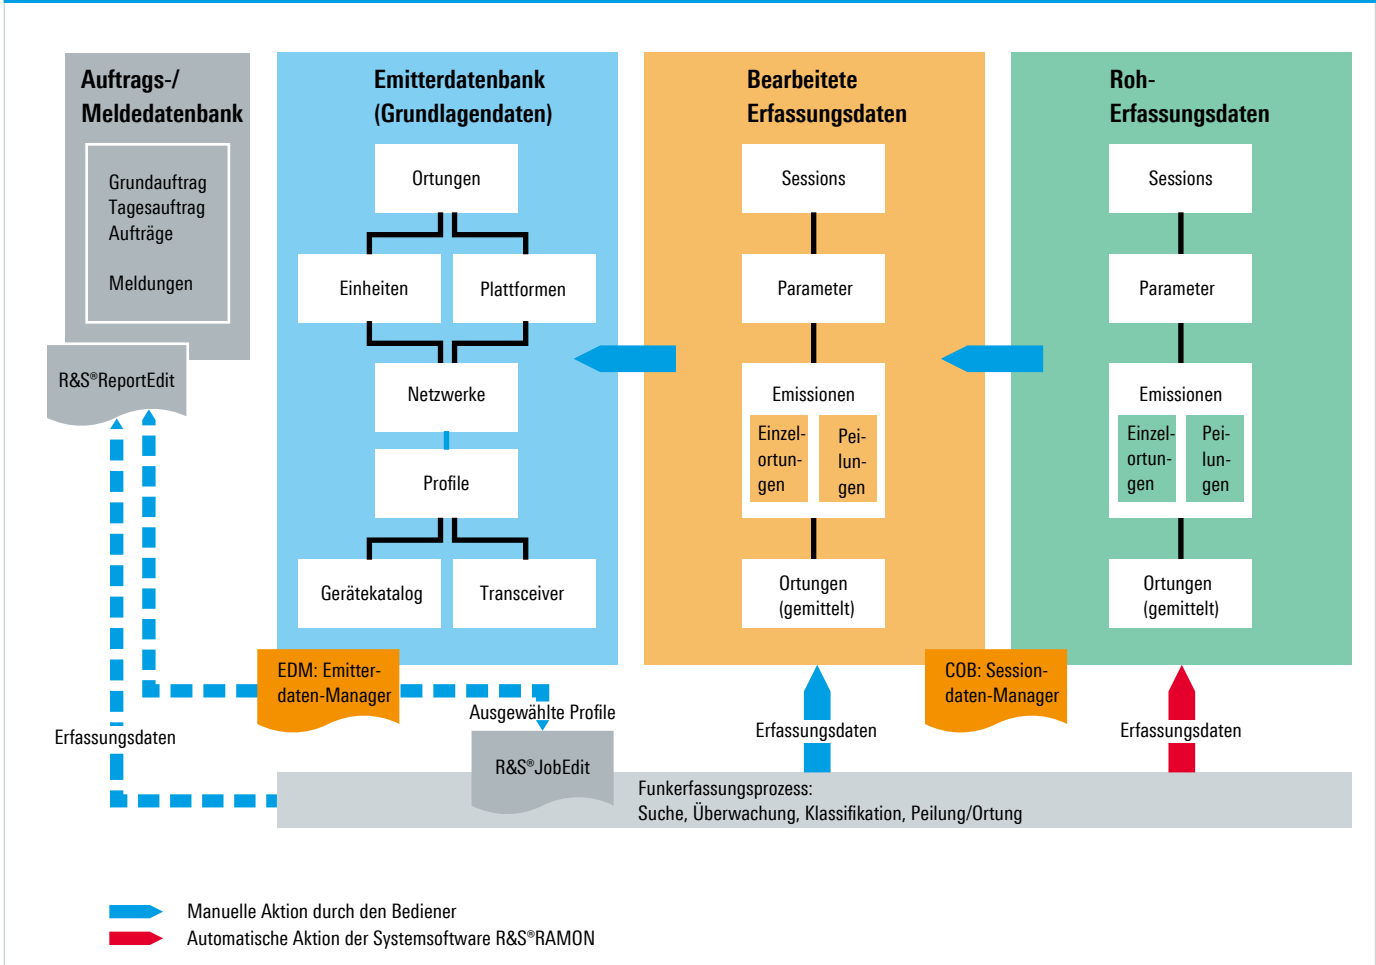 Auftrags-/
Meldedatenbank
Grundauftrag
Tagesauftrag
Aufträge
Meldungen
R&S®ReportEdit
Emitterdatenbank
(Grundlagendaten)
Ortungen
Einheiten
Plattformen
Netzwerke
Profile
Gerätekatalog
Transceiver
Bearbeitete
Erfassungsdaten
Sessions
Parameter
Emissionen
Einzel-
ortun-
gen
Pei-
lun-
gen
Ortungen
(gemittelt)
Roh-
Erfassungsdaten
Sessions
Parameter
Emissionen
Einzel-
ortun-
gen
Pei-
lun-
gen
Ortungen
(gemittelt)
EDM: Emitter-
daten-Manager
COB: Session-
daten-Manager
Ausgewählte Profile
Erfassungsdaten
Erfassungsdaten
Erfassungsdaten
R&S®JobEdit
Funkerfassungsprozess:
Suche, Überwachung, Klassifikation, Peilung/Ortung
Manuelle Aktion durch den Bediener
Automatische Aktion der Systemsoftware R&S®RAMON